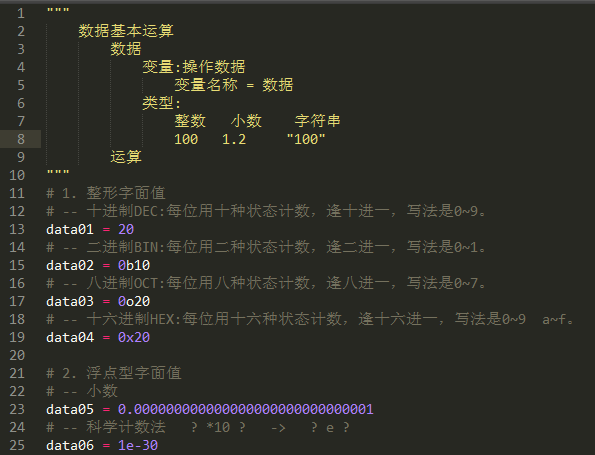 1 """
2 数据基本运算
3 数据
4 变量:操作数据
5 变量名称 = 数据
6 类型:
7 整数 小数 字符串
8 100 1.2 "100"
9 运算
10 """
11 # 1. 整形字面值
12 # -- 十进制DEC:每位用十种状态计数，逢十进一，写法是0~9。
13 data01 = 20
14 # -- 二进制BIN:每位用二种状态计数，逢二进一，写法是0~1。
15 data02 = 0b10
16 # -- 八进制OCT:每位用八种状态计数，逢八进一，写法是0~7。
17 data03 = 0o20
18 # -- 十六进制HEX:每位用十六种状态计数，逢十六进一，写法是0~9 a~f。
19 data04 = 0x20
20
21 # 2. 浮点型字面值
22 # -- 小数
23 data05 = 0.000000000000000000000000000001
24 # -- 科学计数法 ? *10 ? -> ? e ?
25 data06 = 1e-30